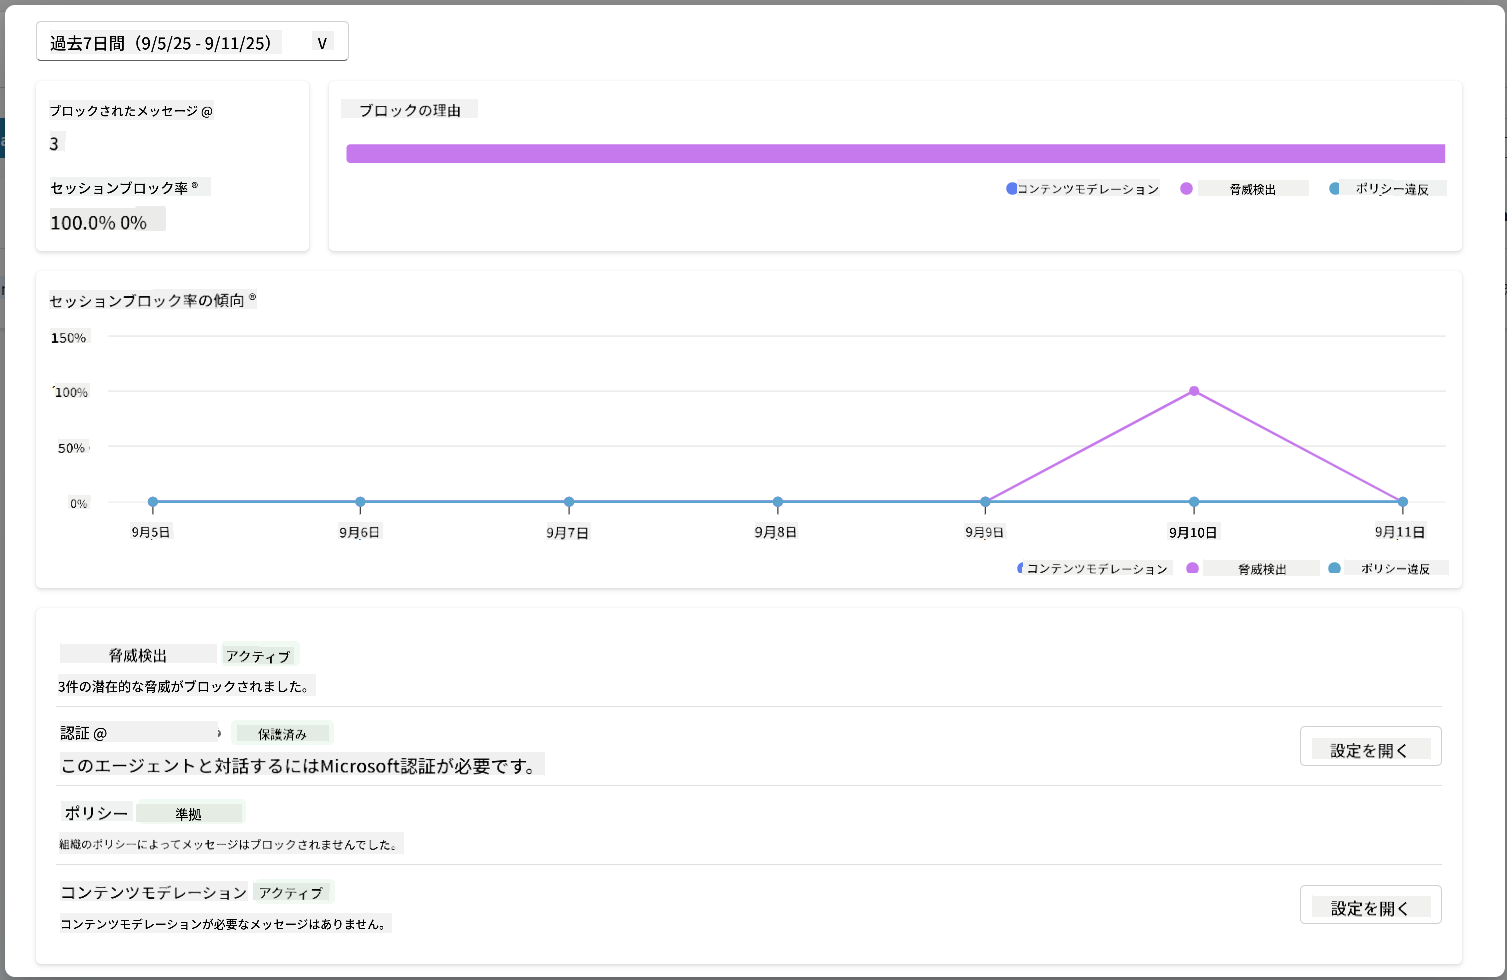 過去7日間（9/5/25 - 9/11/25） V
ブロックされたメッセージ @
3
セッションブロック率 ®
100.0% 0%
ブロックの理由
コンテンツモデレーション 脅威検出 ポリシー違反
セッションブロック率の傾向 ®
150%
100%
50%
0%
9月5日 9月6日 9月7日 9月8日 9月9日 9月10日 9月11日
コンテンツモデレーション 脅威検出 ポリシー違反
脅威検出 アクティブ
3件の潜在的な脅威がブロックされました。
認証 @ 保護済み
このエージェントと対話するにはMicrosoft認証が必要です。
設定を開く
ポリシー 準拠
組織のポリシーによってメッセージはブロックされませんでした。
コンテンツモデレーション アクティブ
コンテンツモデレーションが必要なメッセージはありません。
設定を開く